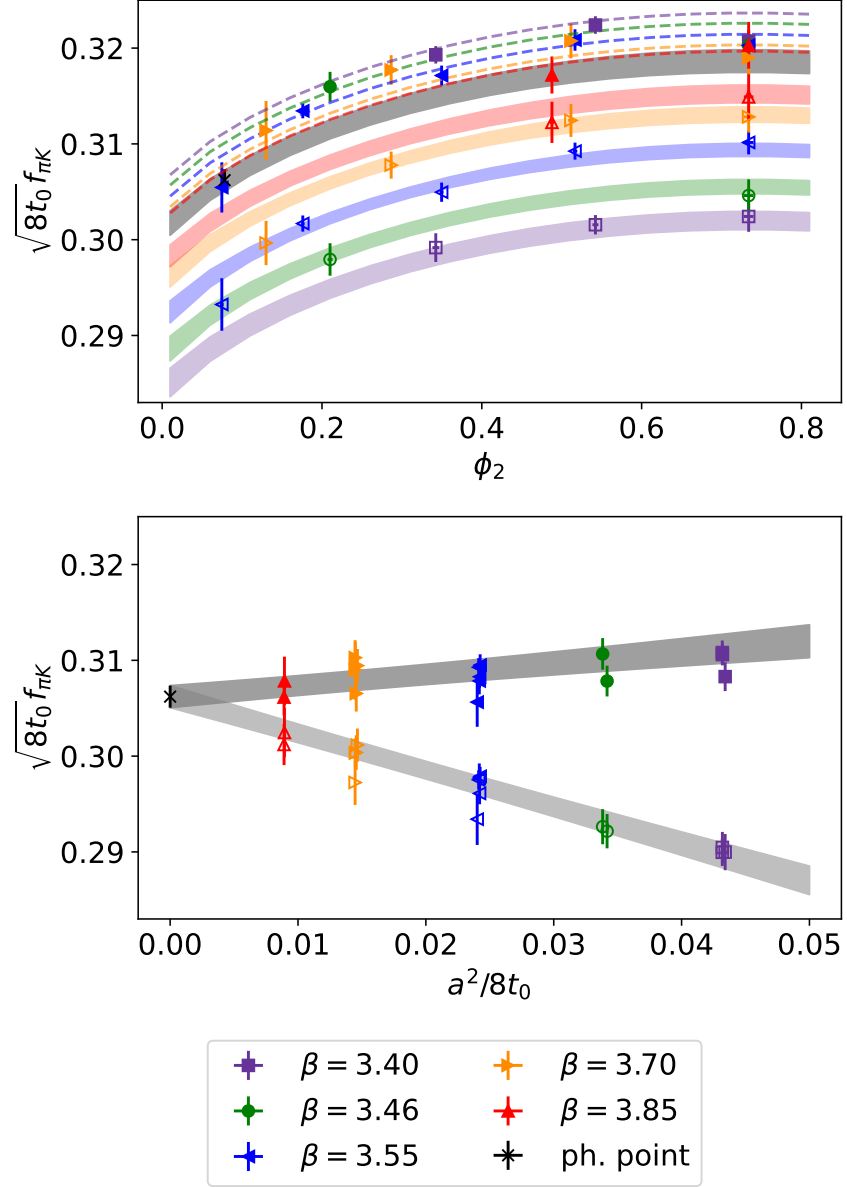 √8t₀ f_πK
0.32
0.31
0.30
0.29
0.0 0.2 0.4 0.6 0.8
ϕ₂
√8t₀ f_πK
0.32
0.31
0.30
0.29
0.00 0.01 0.02 0.03 0.04 0.05
a²/8t₀
β = 3.40 β = 3.70
β = 3.46 β = 3.85
β = 3.55 ph. point